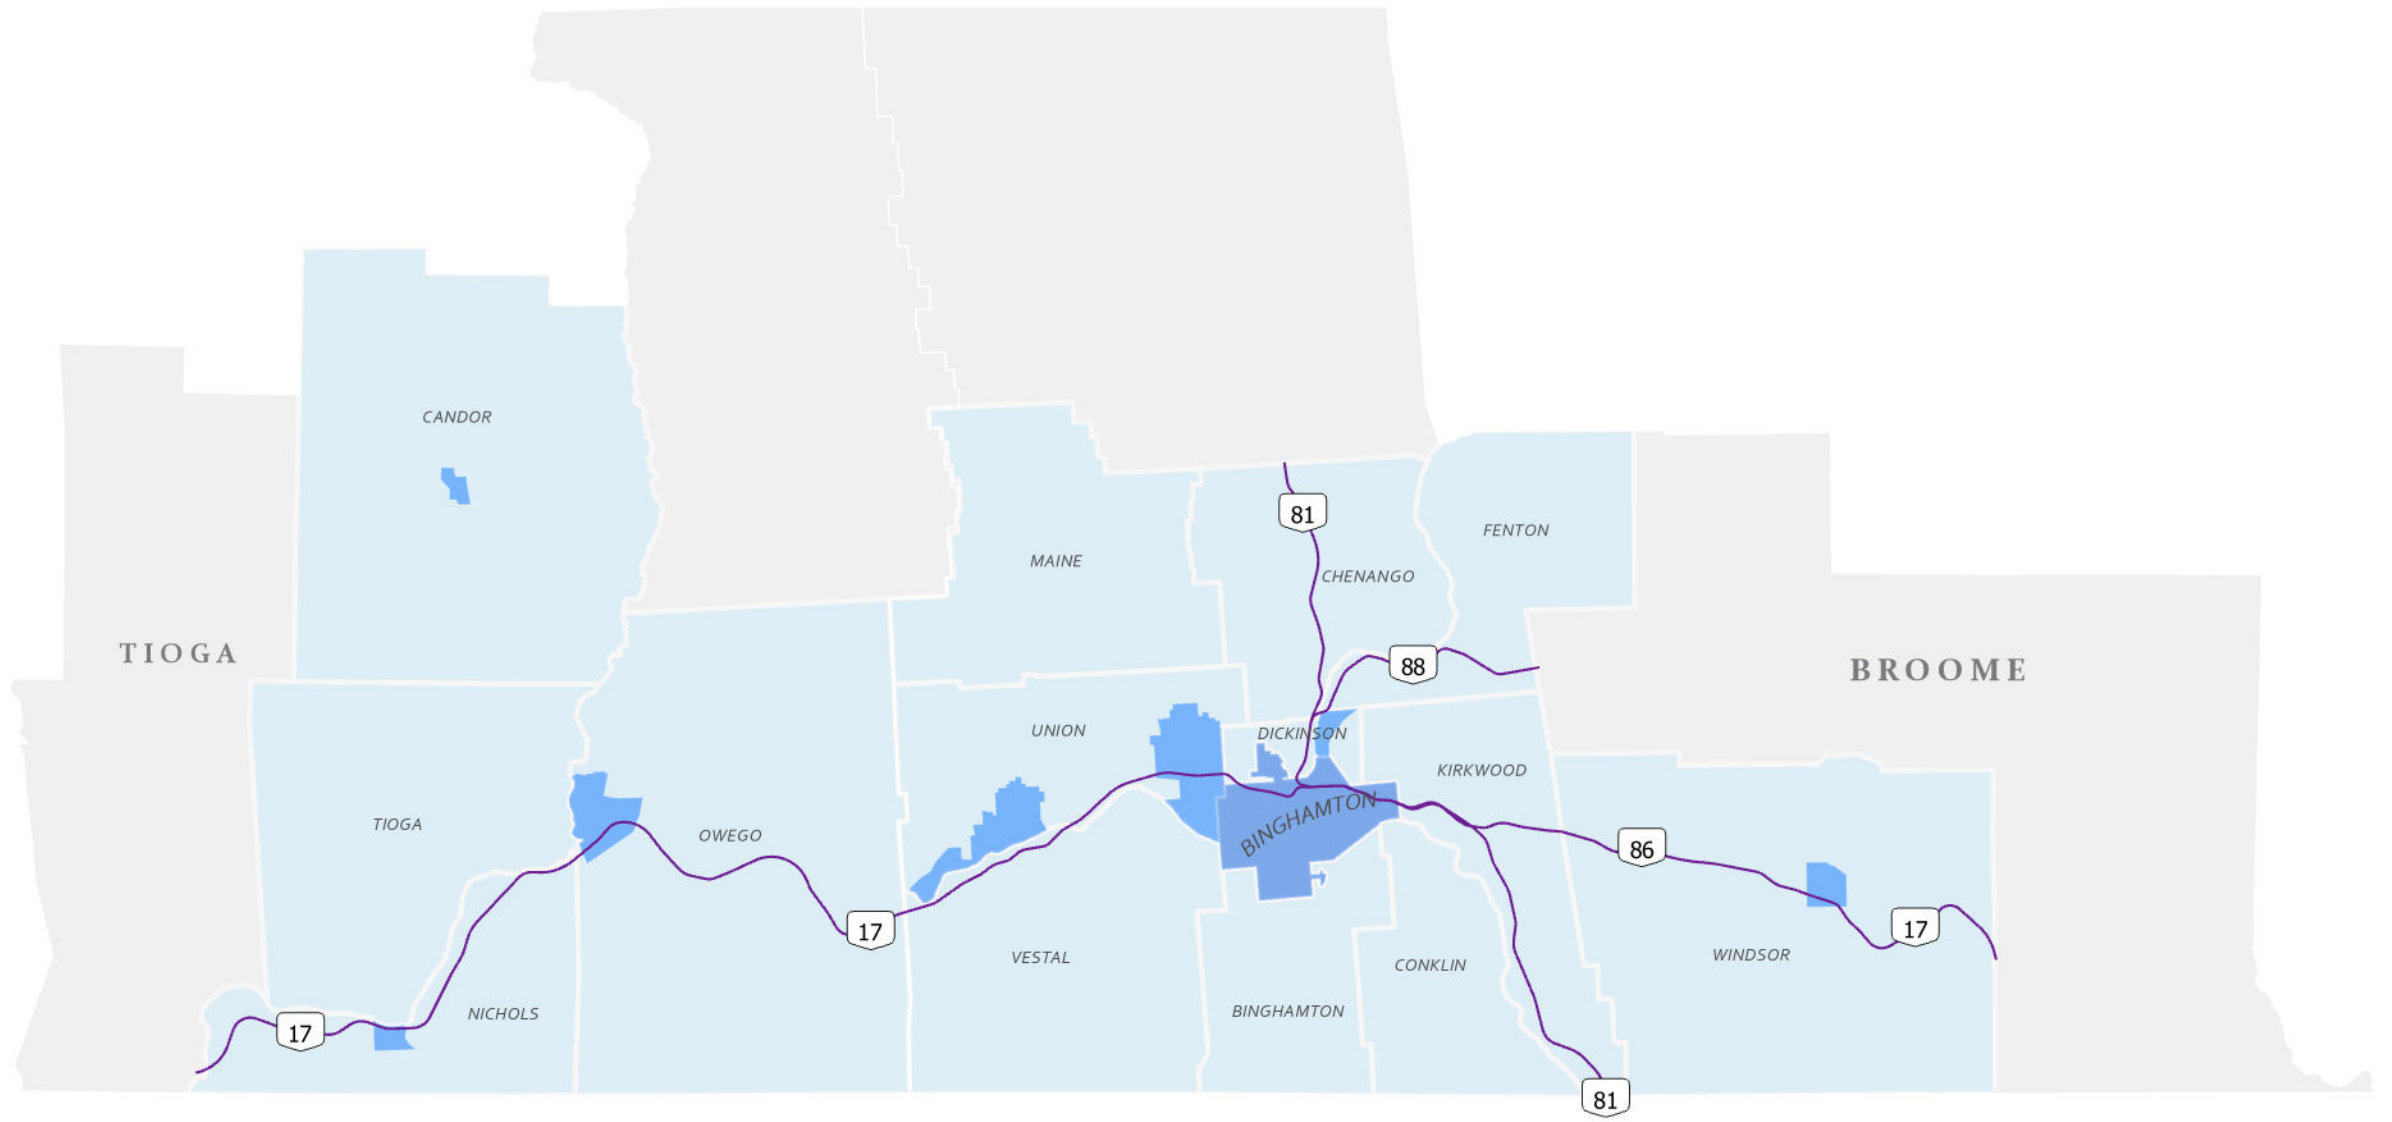 CANDOR
81
FENTON
MAINE
CHENANGO
TIOGA
88
BROOME
UNION
DICKINSON
KIRKWOOD
BINGHAMTON
TIOGA
OWEGO
86
17
17
VESTAL
WINDSOR
CONKLIN
NICHOLS
BINGHAMTON
17
81